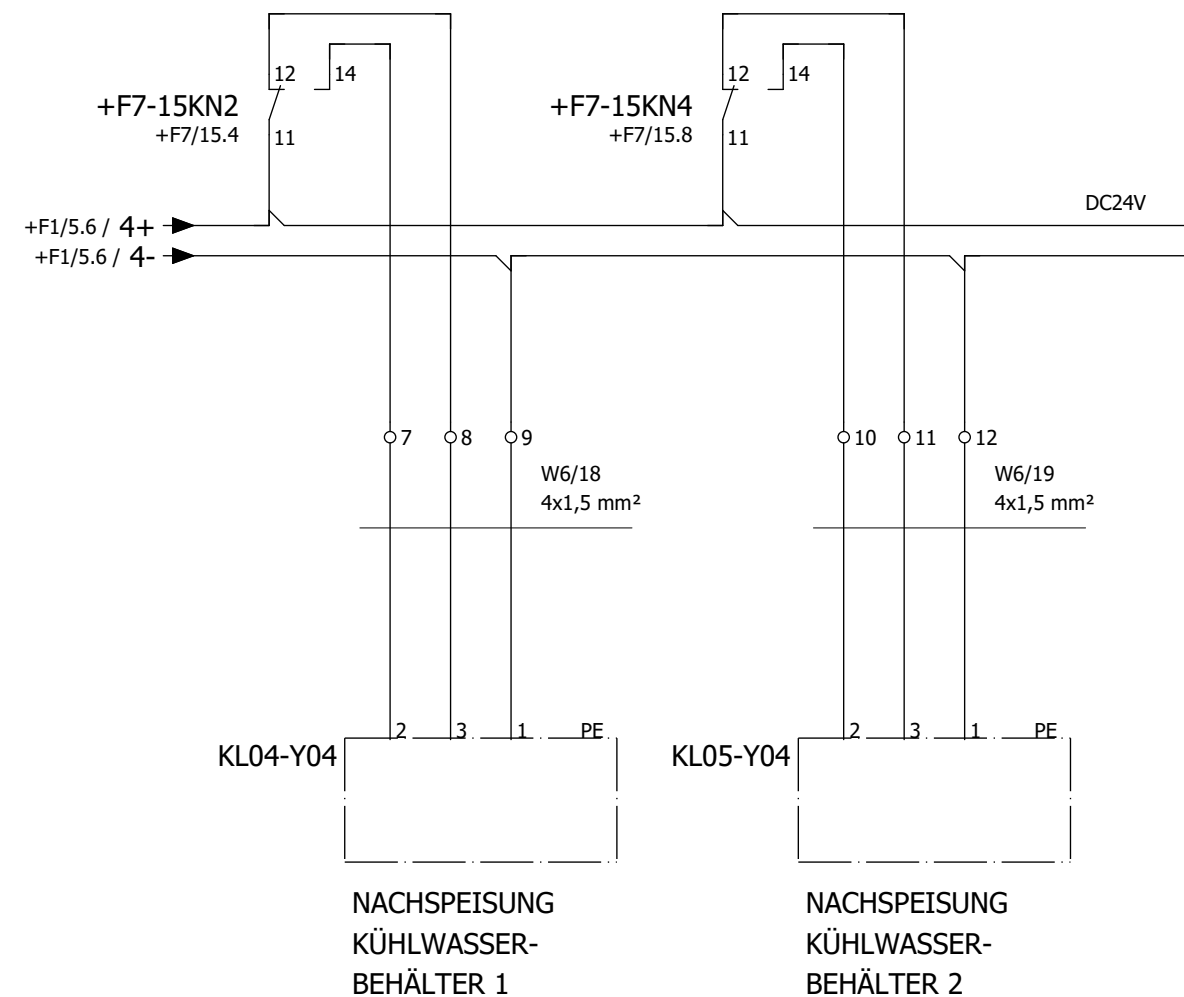 12
14
12
14
+F7-15KN2
+F7-15KN4
+F7/15.4
11
+F7/15.8
11
DC24V
+F1/5.6 / 4+
+F1/5.6 / 4-
7
8
9
10
11
12
W6/18
4x1,5 mm²
W6/19
4x1,5 mm²
2
3
1
PE
2
3
1
PE
KL04-Y04
KL05-Y04
NACHSPEISUNG
KÜHLWASSER-
BEHÄLTER 1
NACHSPEISUNG
KÜHLWASSER-
BEHÄLTER 2